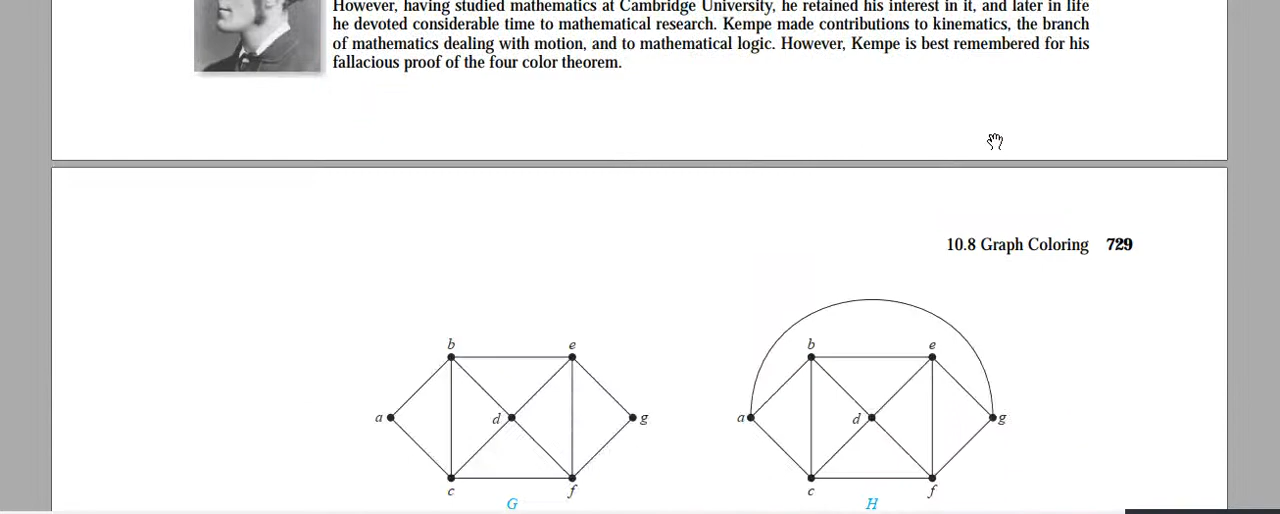 However, having studied mathematics at Cambridge University, he retained his interest in it, and later in life
he devoted considerable time to mathematical research. Kempe made contributions to kinematics, the branch
of mathematics dealing with motion, and to mathematical logic. However, Kempe is best remembered for his
fallacious proof of the four color theorem.
10.8 Graph Coloring 729
b e
a d g
c f
G
b e
a d g
c f
H